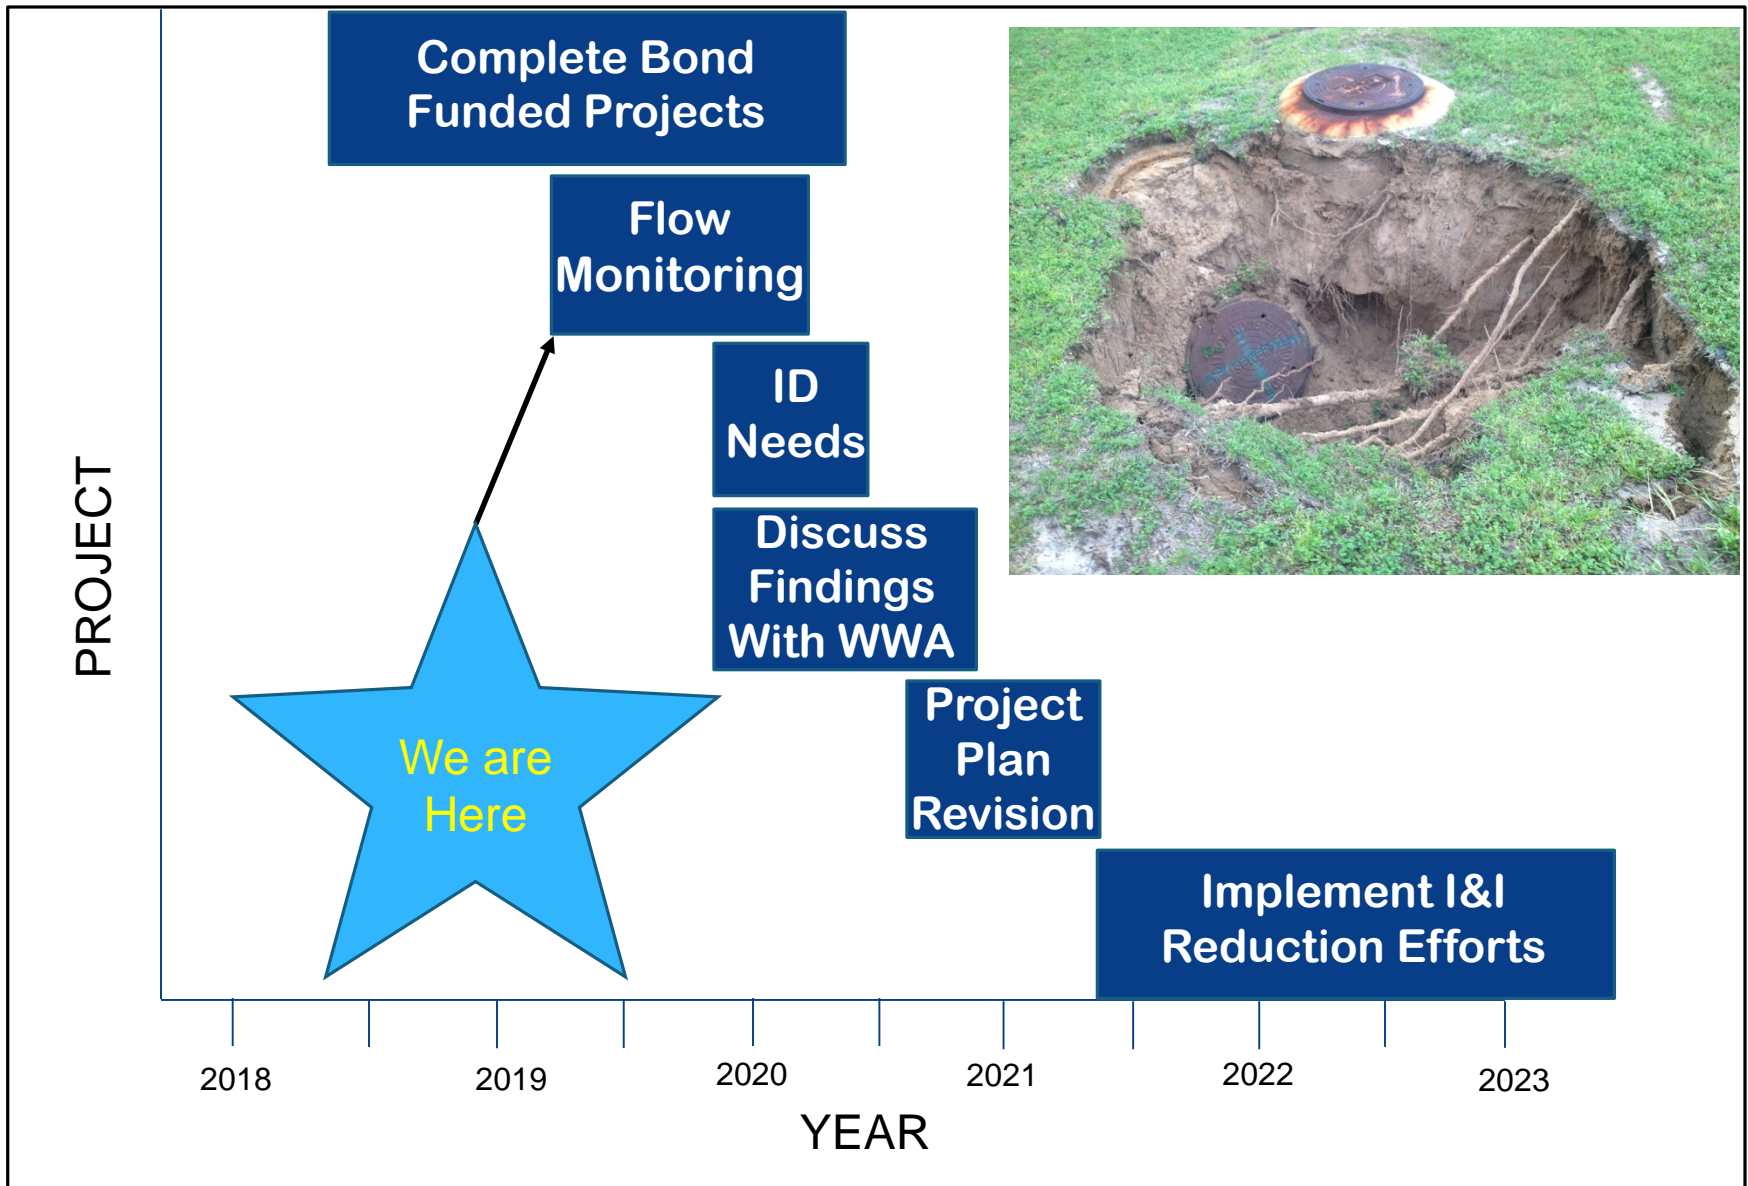 Complete Bond
Funded Projects
Flow
Monitoring
ID
Needs
Discuss
Findings
With WWA
Project
Plan
Revision
Implement I&I
Reduction Efforts
We are
Here
PROJECT
2018
2019
2020
2021
2022
2023
YEAR